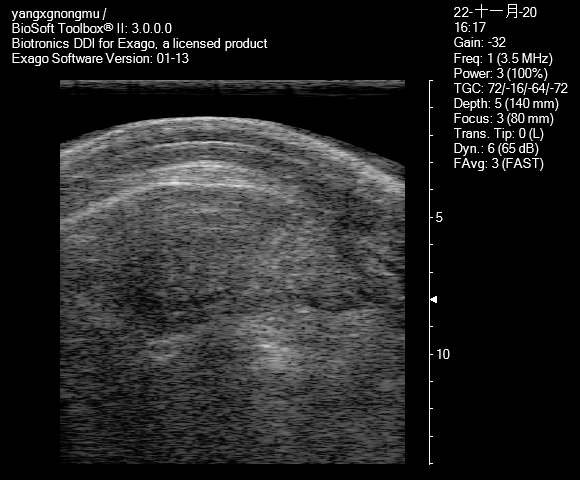 yangxgnongmu /
BioSoft Toolbox® II: 3.0.0.0
Biotronics DDI for Exago, a licensed product
Exago Software Version: 01-13
22-十一月-20
16:17
Gain: -32
Freq: 1 (3.5 MHz)
Power: 3 (100%)
TGC: 72/-16/-64/-72
Depth: 5 (140 mm)
Focus: 3 (80 mm)
Trans. Tip: 0 (L)
Dyn.: 6 (65 dB)
FAvg: 3 (FAST)
5
10